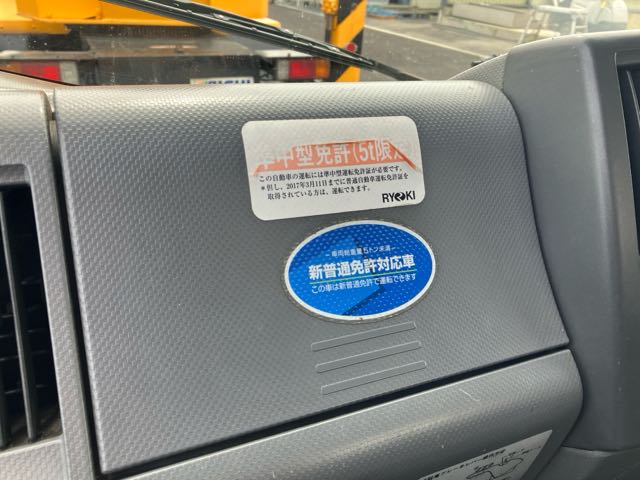 準中型免許(5t限定)
この自動車の運転には準中型運転免許証が必要です。
＊但し、2017年3月11日までに普通自動車運転免許証を
取得されている方は、運転できます。
RYOKI
－車両総重量5トン未満－
新普通免許対応車
この車は新普通免許で運転できます